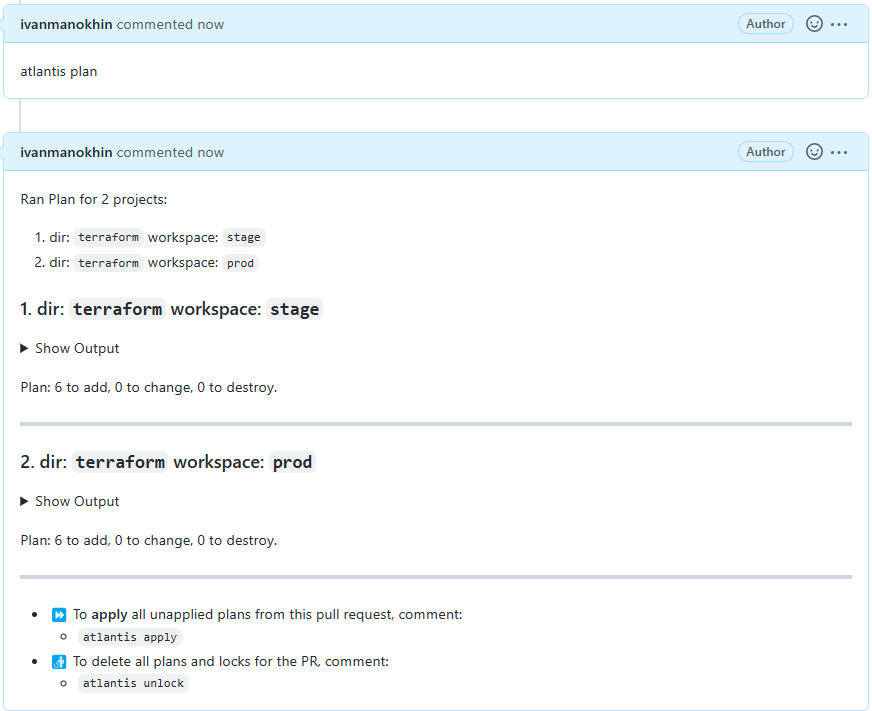 ivanmanokhin commented now Author
atlantis plan
ivanmanokhin commented now Author
Ran Plan for 2 projects:
1. dir: terraform workspace: stage
2. dir: terraform workspace: prod
1. dir: terraform workspace: stage
Show Output
Plan: 6 to add, 0 to change, 0 to destroy.
2. dir: terraform workspace: prod
Show Output
Plan: 6 to add, 0 to change, 0 to destroy.
To apply all unapplied plans from this pull request, comment:
atlantis apply
To delete all plans and locks for the PR, comment:
atlantis unlock